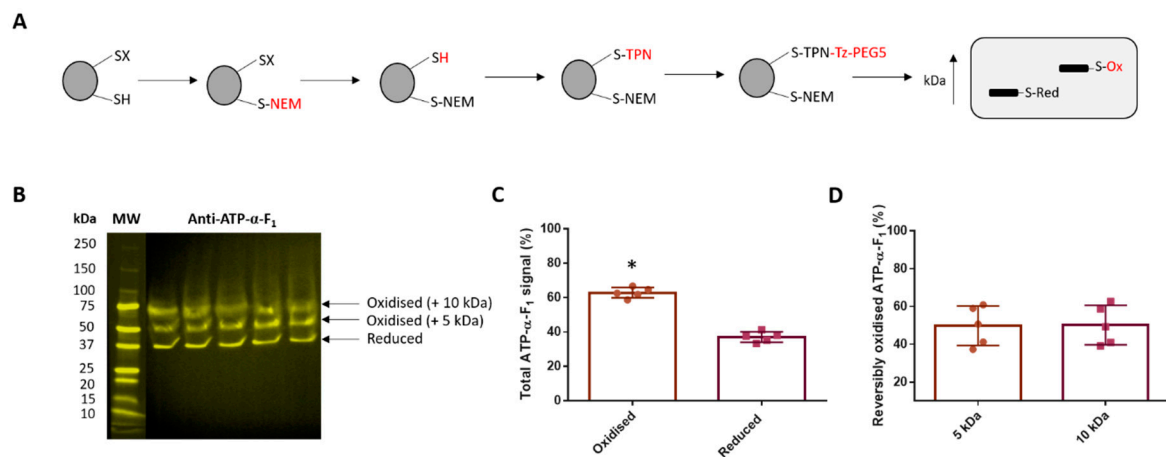 A
SX
SH
SX
S-NEM
SH
S-NEM
S-TPN
S-NEM
S-TPN-Tz-PEG5
S-NEM
kDa
S-Ox
S-Red
B
kDa
MW
Anti-ATP-α-F1
250
150
100
75
50
37
25
20
15
10
Oxidised (+ 10 kDa)
Oxidised (+ 5 kDa)
Reduced
C
Total ATP-α-F1 signal (%)
100
80
60
40
20
*
Oxidised
Reduced
D
Reversibly oxidised ATP-α-F1 (%)
100
80
60
40
20
5 kDa
10 kDa